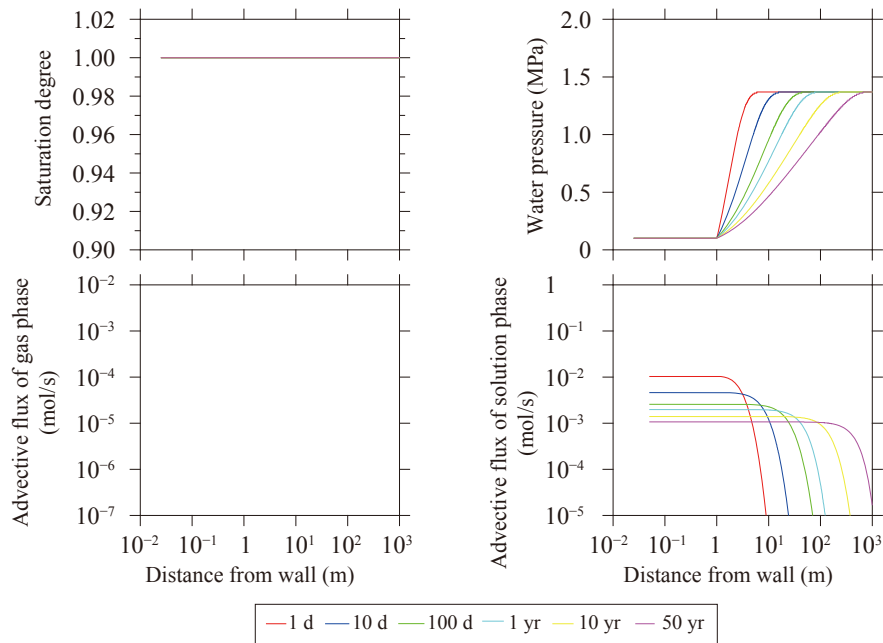 Saturation degree
1.02
1.00
0.98
0.96
0.94
0.91
0.90
Water pressure (MPa)
2.0
1.5
1.0
0.5
0
Advective flux of gas phase
(mol/s)
10⁻²
10⁻²
10⁻⁴
10⁻⁵
10⁻⁶
10⁻⁷
10⁻² 10⁻¹ 1 10¹ 10² 10³
Distance from wall (m)
Advective flux of solution phase
(mol/s)
1
10⁻¹
10⁻²
10⁻³
10⁻⁴
10⁻⁵
10⁻² 10⁻¹ 1 10¹ 10² 10³
Distance from wall (m)
1 d 10 d 100 d 1 yr 10 yr 50 yr